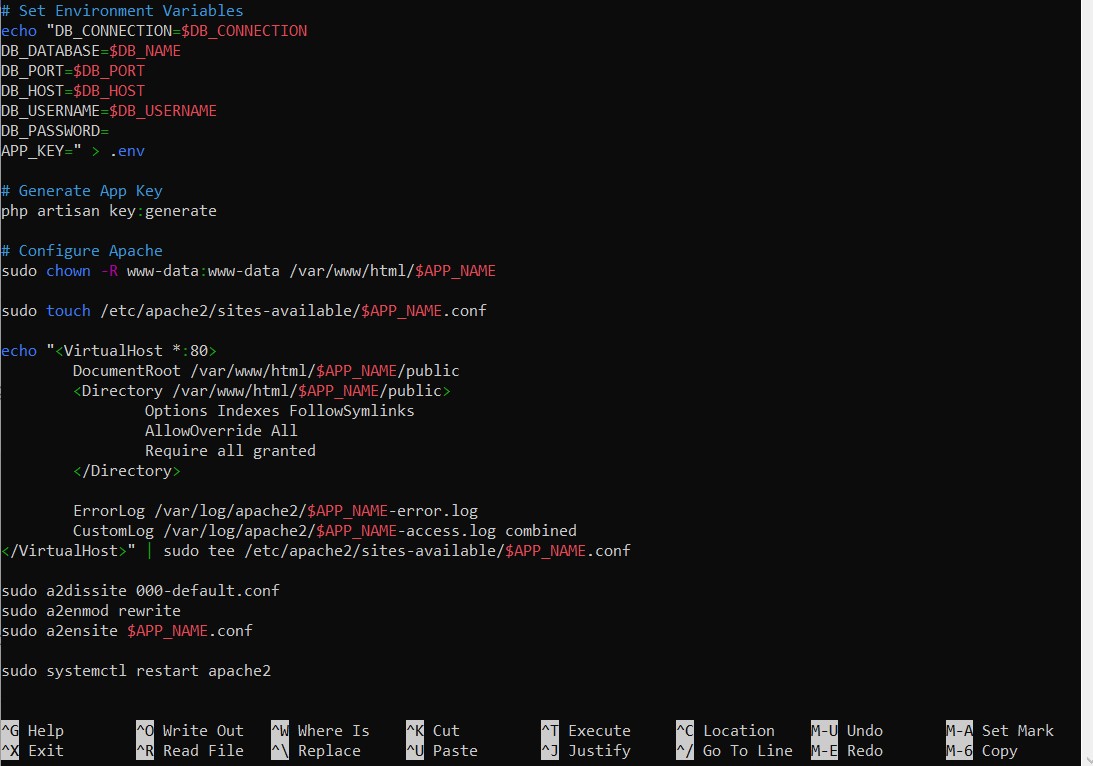 # Set Environment Variables
echo "DB_CONNECTION=$DB_CONNECTION
DB_DATABASE=$DB_NAME
DB_PORT=$DB_PORT
DB_HOST=$DB_HOST
DB_USERNAME=$DB_USERNAME
DB_PASSWORD=
APP_KEY=" > .env

# Generate App Key
php artisan key:generate

# Configure Apache
sudo chown -R www-data:www-data /var/www/html/$APP_NAME

sudo touch /etc/apache2/sites-available/$APP_NAME.conf

echo "<VirtualHost *:80>
        DocumentRoot /var/www/html/$APP_NAME/public
        <Directory /var/www/html/$APP_NAME/public>
                Options Indexes FollowSymlinks
                AllowOverride All
                Require all granted
        </Directory>

        ErrorLog /var/log/apache2/$APP_NAME-error.log
        CustomLog /var/log/apache2/$APP_NAME-access.log combined
</VirtualHost>" | sudo tee /etc/apache2/sites-available/$APP_NAME.conf

sudo a2dissite 000-default.conf
sudo a2enmod rewrite
sudo a2ensite $APP_NAME.conf

sudo systemctl restart apache2

^G Help ^O Write Out ^W Where Is ^K Cut ^T Execute ^C Location M-U Undo M-A Set Mark
^X Exit ^R Read File ^\ Replace ^U Paste ^J Justify ^/ Go To Line M-E Redo M-6 Copy